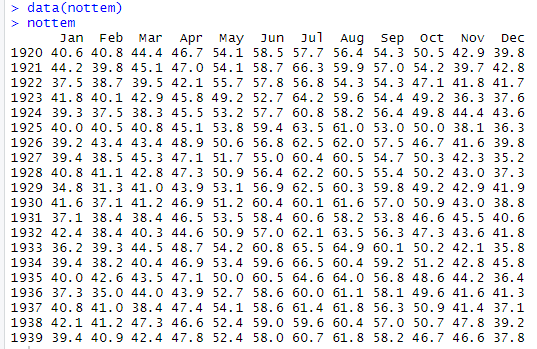 > data(nottem)
> nottem
Jan Feb Mar Apr May Jun Jul Aug Sep Oct Nov Dec
1920 40.6 40.8 44.4 46.7 54.1 58.5 57.7 56.4 54.3 50.5 42.9 39.8
1921 44.2 39.8 45.1 47.0 54.1 58.7 66.3 59.9 57.0 54.2 39.7 42.8
1922 37.5 38.7 39.5 42.1 55.7 57.8 56.8 54.3 54.3 47.1 41.8 41.7
1923 41.8 40.1 42.9 45.8 49.2 52.7 64.2 59.6 54.4 49.2 36.3 37.6
1924 39.3 37.5 38.3 45.5 53.2 57.7 60.8 58.2 56.4 49.8 44.4 43.6
1925 40.0 40.5 40.8 45.1 53.8 59.4 63.5 61.0 53.0 50.0 38.1 36.3
1926 39.2 43.4 43.4 48.9 50.6 56.8 62.5 62.0 57.5 46.7 41.6 39.8
1927 39.4 38.5 45.3 47.1 51.7 55.0 60.4 60.5 54.7 50.3 42.3 35.2
1928 40.8 41.1 42.8 47.3 50.9 56.4 62.2 60.5 55.4 50.2 43.0 37.3
1929 34.8 31.3 41.0 43.9 53.1 56.9 62.5 60.3 59.8 49.2 42.9 41.9
1930 41.6 37.1 41.2 46.9 51.2 60.4 60.1 61.6 57.0 50.9 43.0 38.8
1931 37.1 38.4 38.4 46.5 53.5 58.4 60.6 58.2 53.8 46.6 45.5 40.6
1932 42.4 38.4 40.3 44.6 50.9 57.0 62.1 63.5 56.3 47.3 43.6 41.8
1933 36.2 39.3 44.5 48.7 54.2 60.8 65.5 64.9 60.1 50.2 42.1 35.8
1934 39.4 38.2 40.4 46.9 53.4 59.6 66.5 60.4 59.2 51.2 42.8 45.8
1935 40.0 42.6 43.5 47.1 50.0 60.5 64.6 64.0 56.8 48.6 44.2 36.4
1936 37.3 35.0 44.0 43.9 52.7 58.6 60.0 61.1 58.1 49.6 41.6 41.3
1937 40.8 41.0 38.4 47.4 54.1 58.6 61.4 61.8 56.3 50.9 41.4 37.1
1938 42.1 41.2 47.3 46.6 52.4 59.0 59.6 60.4 57.0 50.7 47.8 39.2
1939 39.4 40.9 42.4 47.8 52.4 58.0 60.7 61.8 58.2 46.7 46.6 37.8